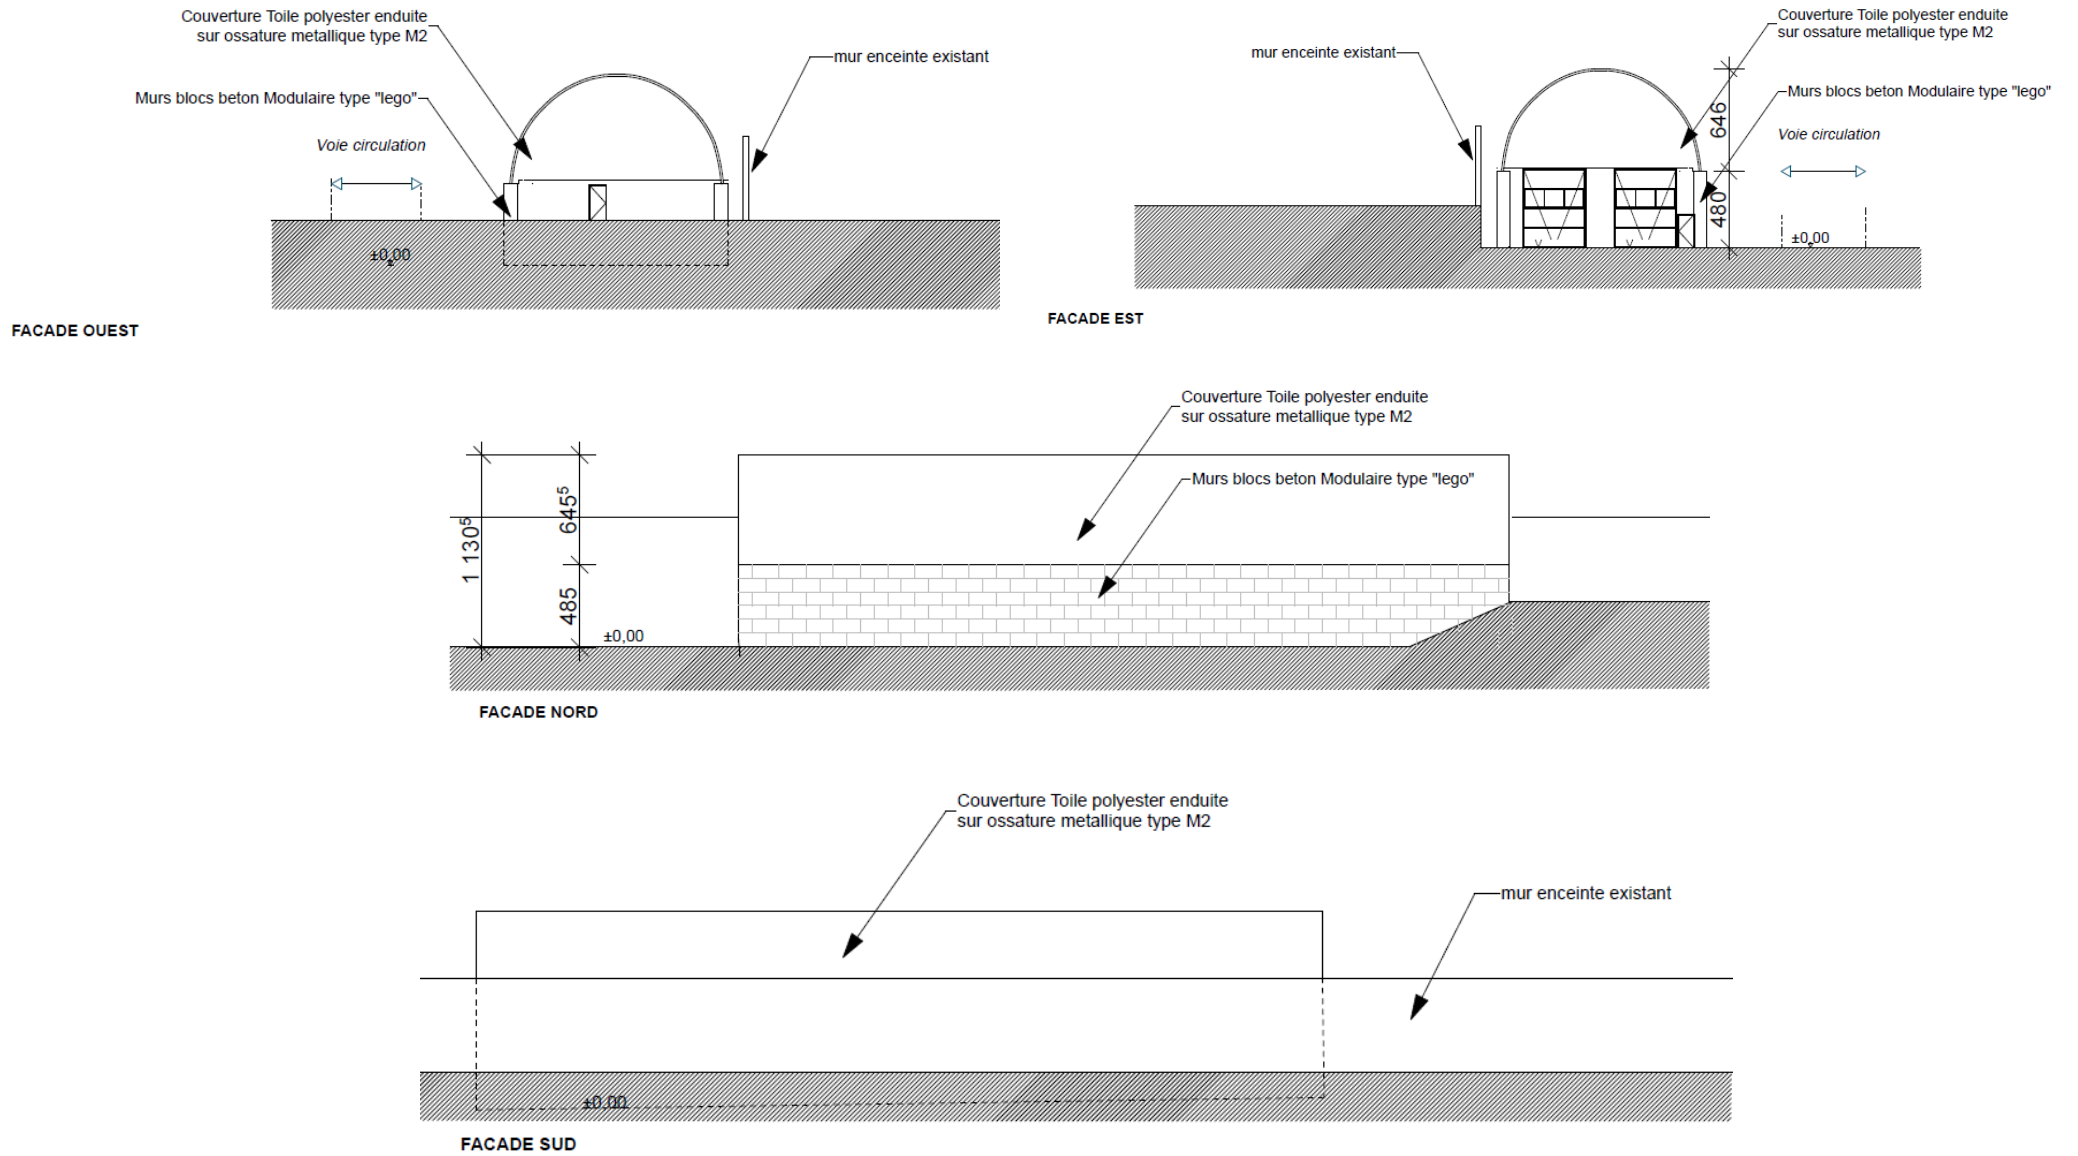 Couverture Toile polyester enduite
sur ossature metallique type M2
mur enceinte existant
Murs blocs beton Modulaire type "lego"
Voie circulation
±0,00
FACADE OUEST
Couverture Toile polyester enduite
sur ossature metallique type M2
mur enceinte existant
646
Murs blocs beton Modulaire type "lego"
Voie circulation
480
±0,00
FACADE EST
Couverture Toile polyester enduite
sur ossature metallique type M2
Murs blocs beton Modulaire type "lego"
1 130⁵
645⁵
485
±0,00
FACADE NORD
Couverture Toile polyester enduite
sur ossature metallique type M2
mur enceinte existant
±0,00
FACADE SUD